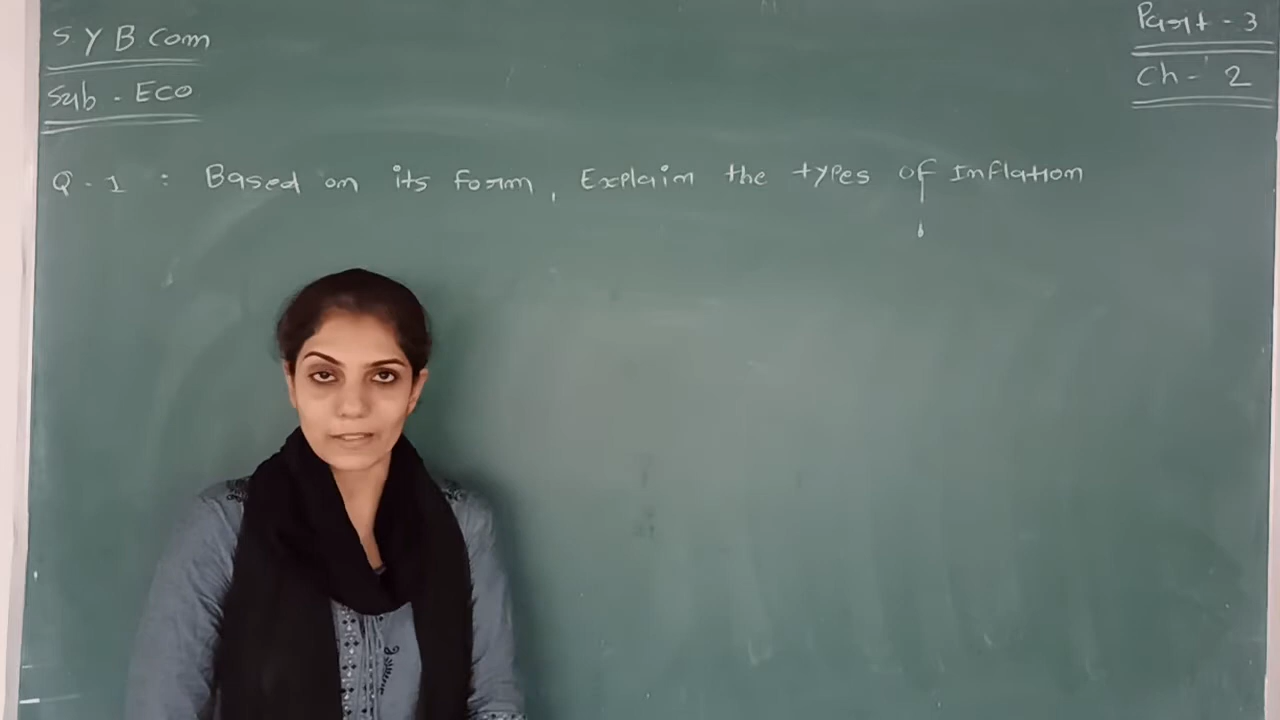 S Y B Com
Sub - Eco
Part - 3
Ch - 2
Q - 1 : Based on its form, Explain the types of Inflation